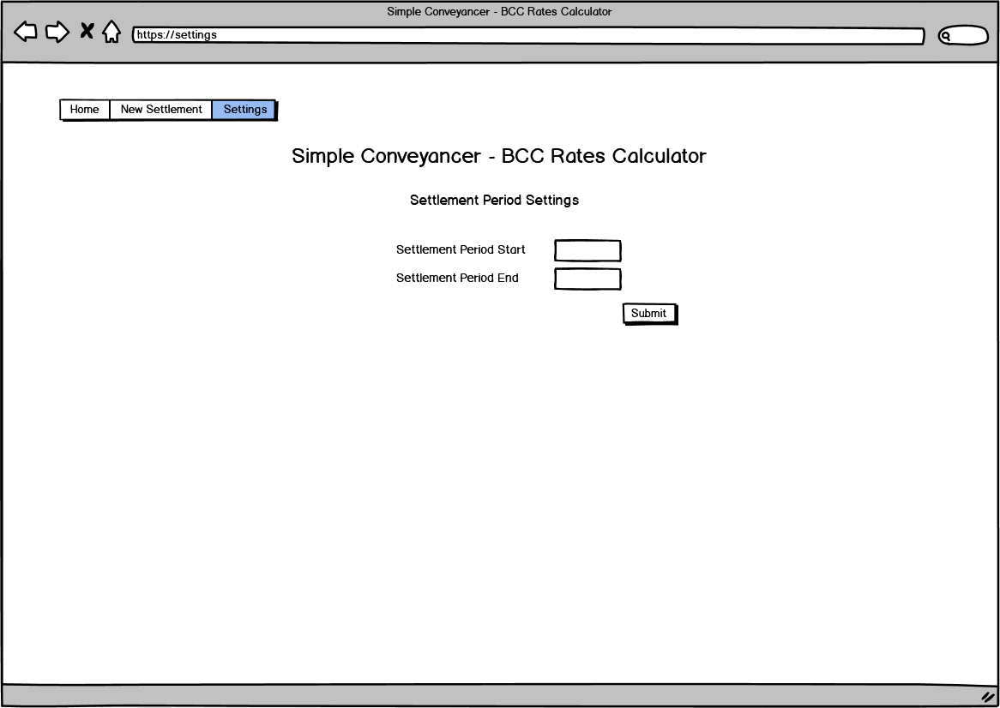 Simple Conveyancer - BCC Rates Calculator
https://settings
Home New Settlement Settings
Simple Conveyancer - BCC Rates Calculator
Settlement Period Settings
Settlement Period Start
Settlement Period End
Submit